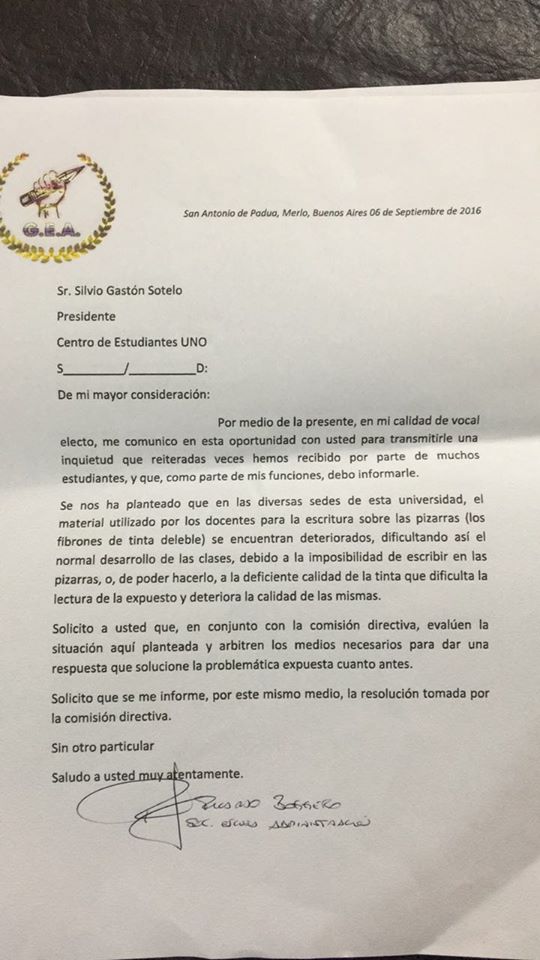 G.E.A.
San Antonio de Padua, Merlo, Buenos Aires 06 de Septiembre de 2016
Sr. Silvio Gastón Sotelo
Presidente
Centro de Estudiantes UNO
S_________/__________D:
De mi mayor consideración:
Por medio de la presente, en mi calidad de vocal
electo, me comunico en esta oportunidad con usted para transmitirle una
inquietud que reiteradas veces hemos recibido por parte de muchos
estudiantes, y que, como parte de mis funciones, debo informarle.
Se nos ha planteado que en las diversas sedes de esta universidad, el
material utilizado por los docentes para la escritura sobre las pizarras (los
fibrones de tinta deleble) se encuentran deteriorados, dificultando así el
normal desarrollo de las clases, debido a la imposibilidad de escribir en las
pizarras, o, de poder hacerlo, a la deficiente calidad de la tinta que dificulta la
lectura de la expuesto y deteriora la calidad de las mismas.
Solicito a usted que, en conjunto con la comisión directiva, evalúen la
situación aquí planteada y arbitren los medios necesarios para dar una
respuesta que solucione la problemática expuesta cuanto antes.
Solicito que se me informe, por este mismo medio, la resolución tomada por
la comisión directiva.
Sin otro particular
Saludo a usted muy atentamente.